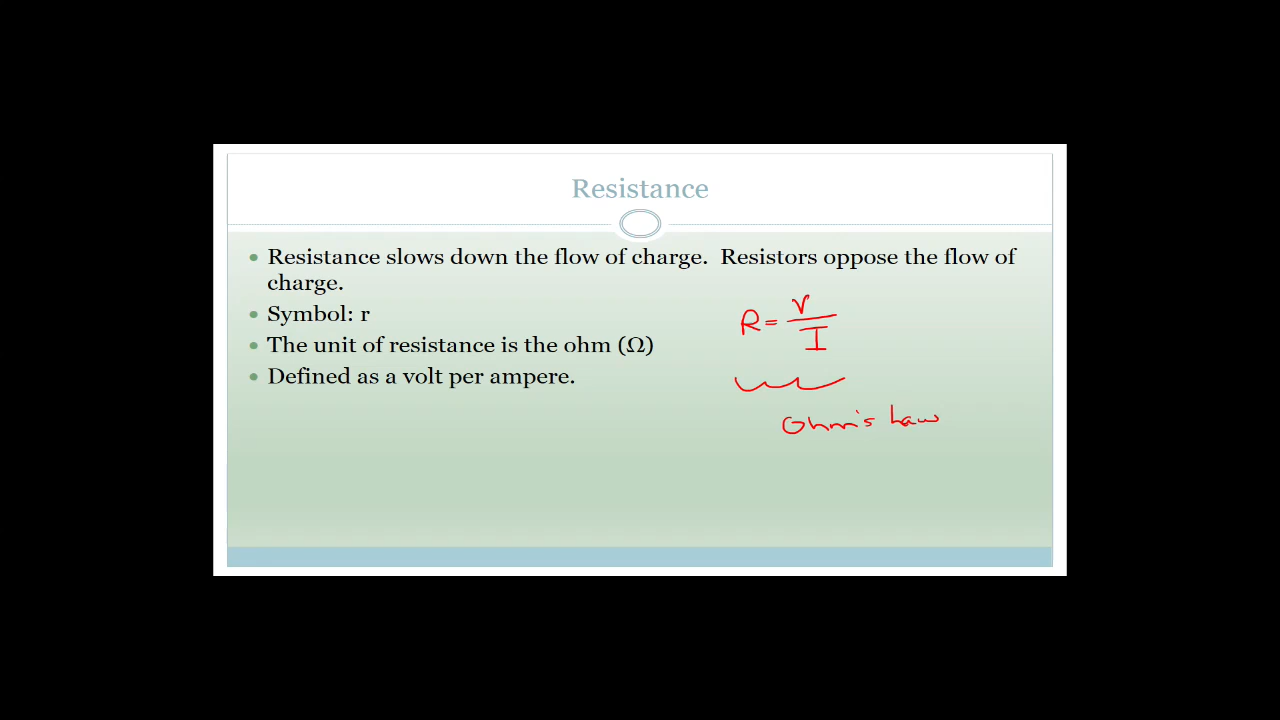 Resistance
• Resistance slows down the flow of charge. Resistors oppose the flow of
charge.
• Symbol: r
• The unit of resistance is the ohm (Ω)
• Defined as a volt per ampere.
R = V
I
Ohm's Law